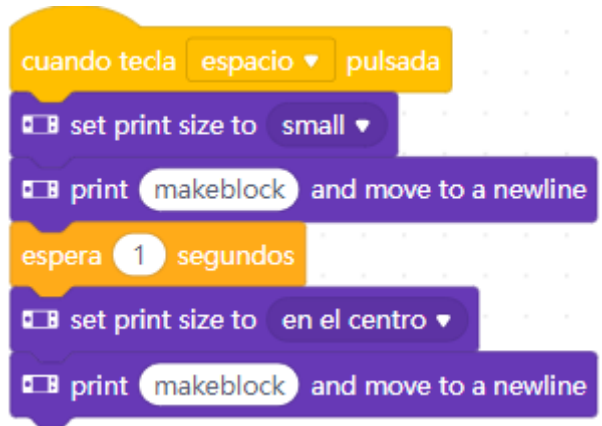 cuando tecla espacio pulsada
set print size to small
print makeblock and move to a newline
espera 1 segundos
set print size to en el centro
print makeblock and move to a newline